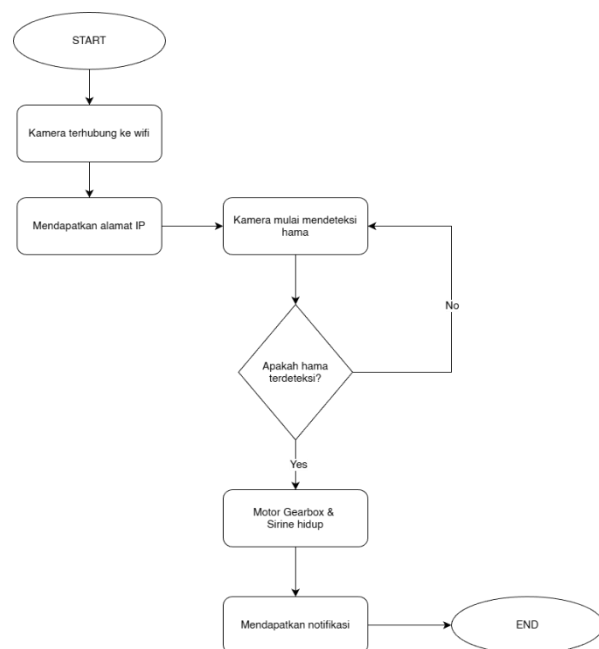 START
Kamera terhubung ke wifi
Mendapatkan alamat IP
Kamera mulai mendeteksi
hama
No
Apakah hama
terdeteksi?
Yes
Motor Gearbox &
Sirine hidup
Mendapatkan notifikasi
END